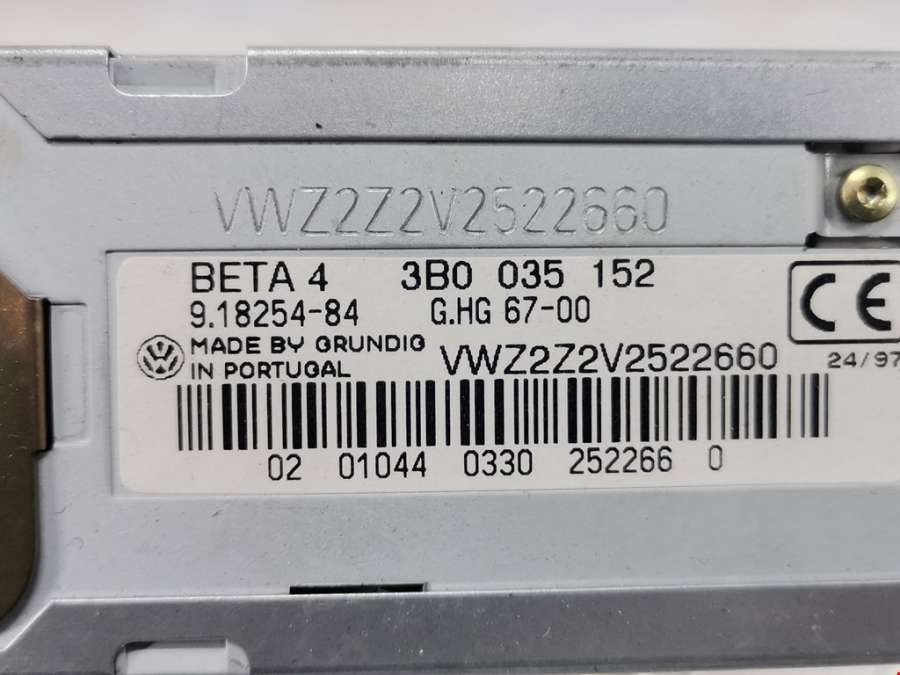 VWZ2Z2V2522660
BETA 4 3B0 035 152
9.18254-84 G.HG 67-00
MADE BY GRUNDIG
IN PORTUGAL
VWZ2Z2V2522660
CE
24/97
02 01044 0330 252266 0